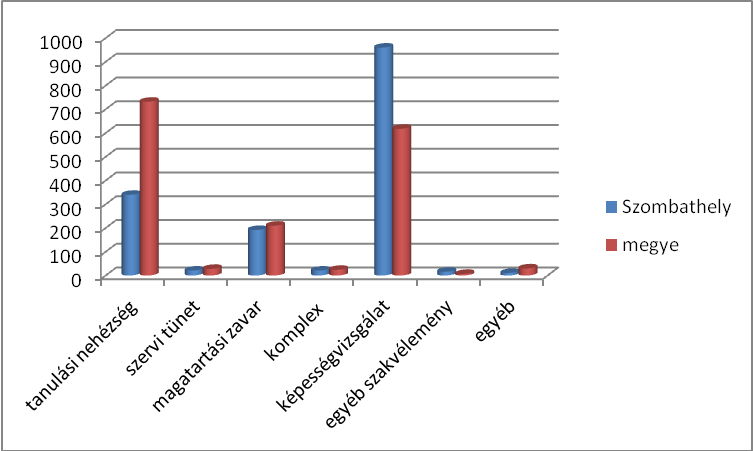 1000
900
800
700
600
500
400
300
200
100
0
tanulási nehézség
szervi tünet
magatartási zavar
komplex
képességvizsgálat
egyéb szakvélemény
egyéb
Szombathely
megye